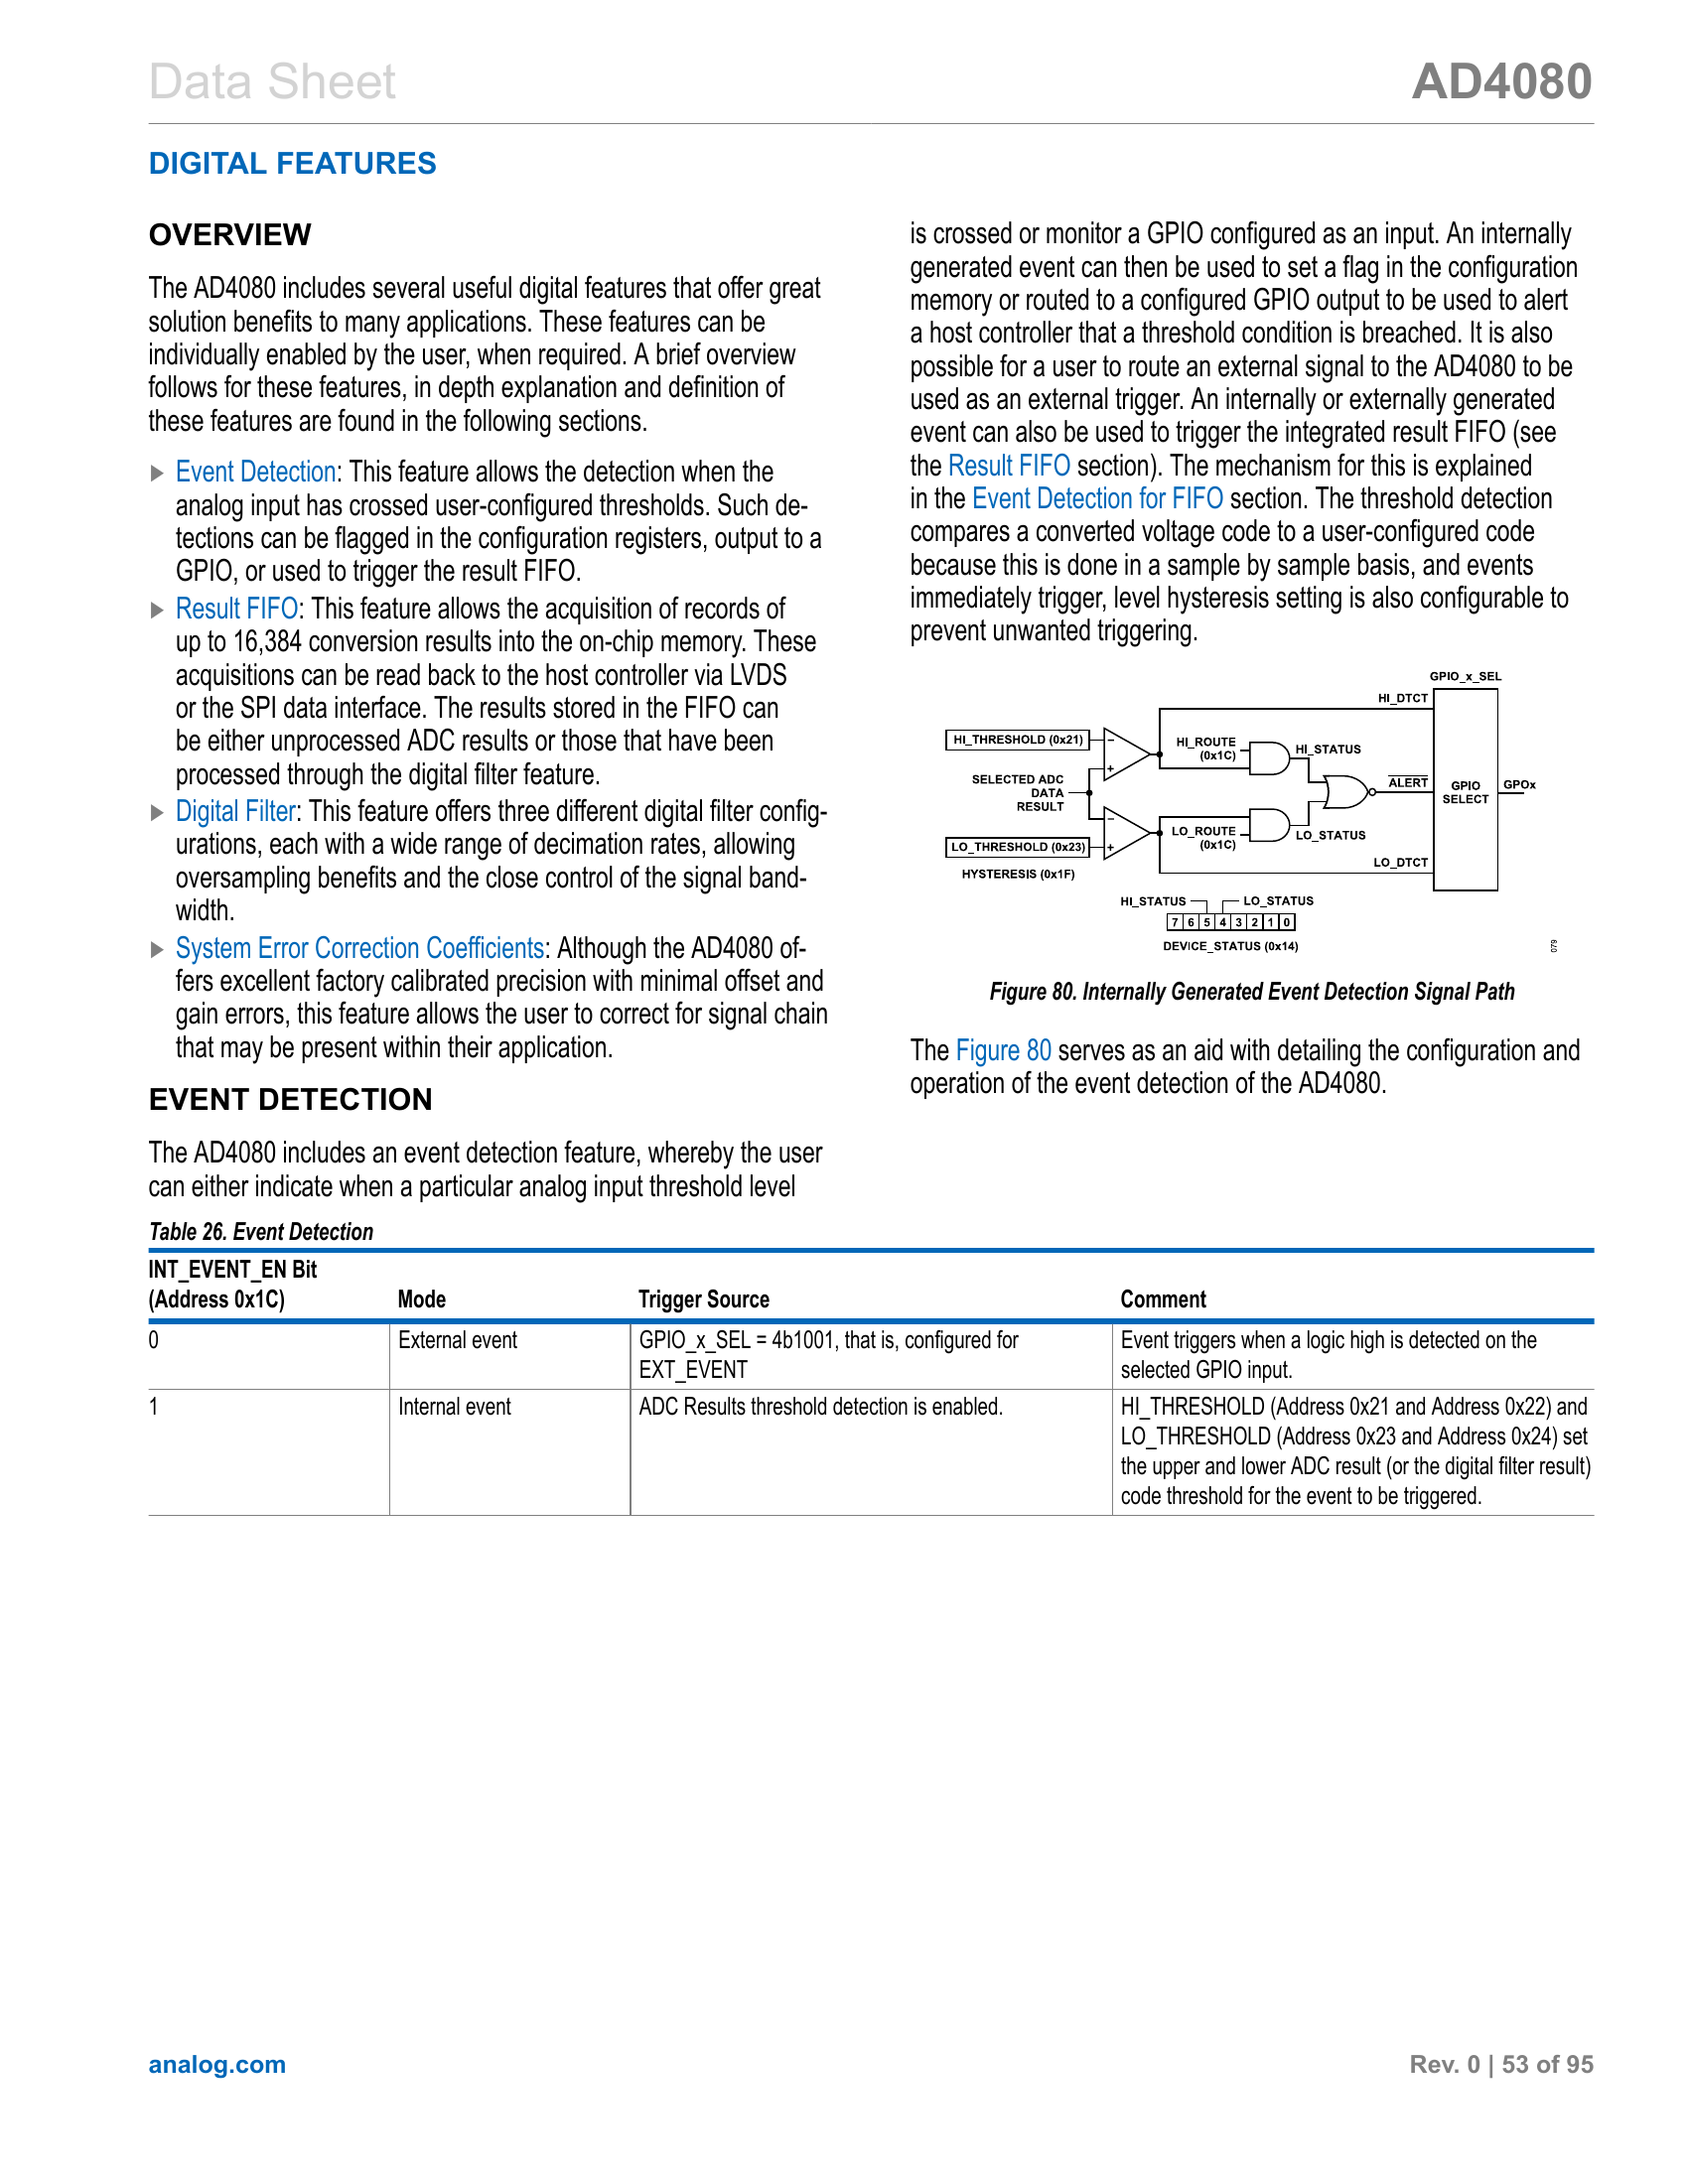 Data Sheet
AD4080
DIGITAL FEATURES
OVERVIEW
The AD4080 includes several useful digital features that offer great
solution benefits to many applications. These features can be
individually enabled by the user, when required. A brief overview
follows for these features, in depth explanation and definition of
these features are found in the following sections.
Event Detection: This feature allows the detection when the
analog input has crossed user-configured thresholds. Such de-
tections can be flagged in the configuration registers, output to a
GPIO, or used to trigger the result FIFO.
Result FIFO: This feature allows the acquisition of records of
up to 16,384 conversion results into the on-chip memory. These
acquisitions can be read back to the host controller via LVDS
or the SPI data interface. The results stored in the FIFO can
be either unprocessed ADC results or those that have been
processed through the digital filter feature.
Digital Filter: This feature offers three different digital filter config-
urations, each with a wide range of decimation rates, allowing
oversampling benefits and the close control of the signal band-
width.
System Error Correction Coefficients: Although the AD4080 of-
fers excellent factory calibrated precision with minimal offset and
gain errors, this feature allows the user to correct for signal chain
that may be present within their application.
EVENT DETECTION
The AD4080 includes an event detection feature, whereby the user
can either indicate when a particular analog input threshold level
is crossed or monitor a GPIO configured as an input. An internally
generated event can then be used to set a flag in the configuration
memory or routed to a configured GPIO output to be used to alert
a host controller that a threshold condition is breached. It is also
possible for a user to route an external signal to the AD4080 to be
used as an external trigger. An internally or externally generated
event can also be used to trigger the integrated result FIFO (see
the Result FIFO section). The mechanism for this is explained
in the Event Detection for FIFO section. The threshold detection
compares a converted voltage code to a user-configured code
because this is done in a sample by sample basis, and events
immediately trigger, level hysteresis setting is also configurable to
prevent unwanted triggering.
GPIO_x_SEL
HI_DTCT
HI_THRESHOLD (0x21)
−
+
HI_ROUTE
(0x1C)
HI_STATUS
SELECTED ADC
DATA
RESULT
ALERT
GPIO
SELECT
GPOx
−
+
LO_ROUTE
(0x1C)
LO_STATUS
LO_THRESHOLD (0x23)
LO_DTCT
HYSTERESIS (0x1F)
HI_STATUS
LO_STATUS
7 6 5 4 3 2 1 0
DEVICE_STATUS (0x14)
079
Figure 80. Internally Generated Event Detection Signal Path
The Figure 80 serves as an aid with detailing the configuration and
operation of the event detection of the AD4080.
Table 26. Event Detection
INT_EVENT_EN Bit
(Address 0x1C) Mode Trigger Source Comment
0 External event GPIO_x_SEL = 4b1001, that is, configured for Event triggers when a logic high is detected on the
EXT_EVENT selected GPIO input.
1 Internal event ADC Results threshold detection is enabled. HI_THRESHOLD (Address 0x21 and Address 0x22) and
LO_THRESHOLD (Address 0x23 and Address 0x24) set
the upper and lower ADC result (or the digital filter result)
code threshold for the event to be triggered.
analog.com
Rev. 0 | 53 of 95